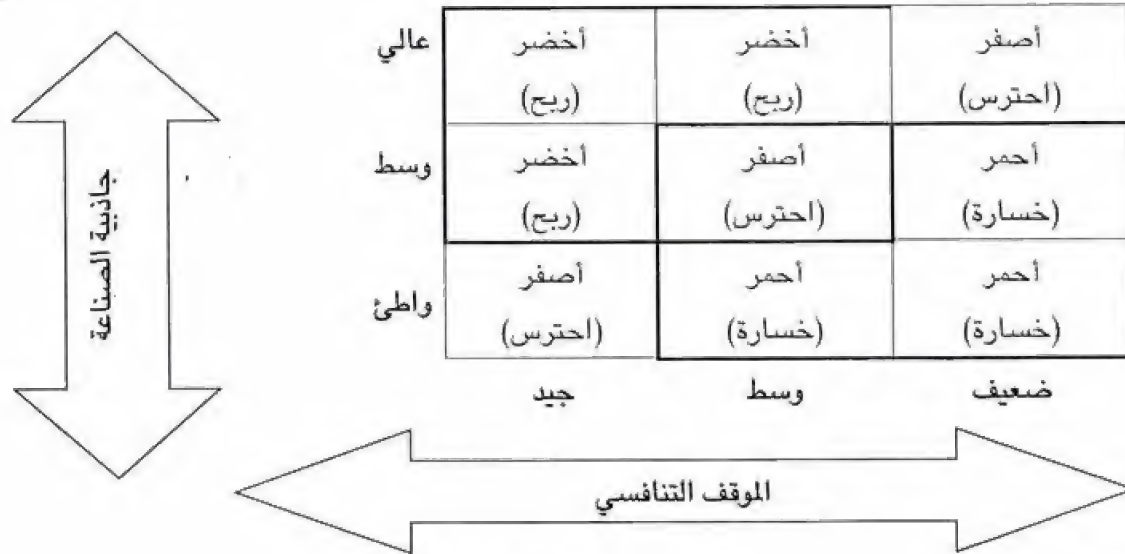 عالي
أخضر
(ربح)
أخضر
(ربح)
أصفر
(احترس)
وسط
أخضر
(ربح)
أصفر
(احترس)
أحمر
(خسارة)
واطئ
أصفر
(احترس)
أحمر
(خسارة)
أحمر
(خسارة)
جيد
وسط
ضعيف
جاذبية الصناعة
الموقف التنافسي